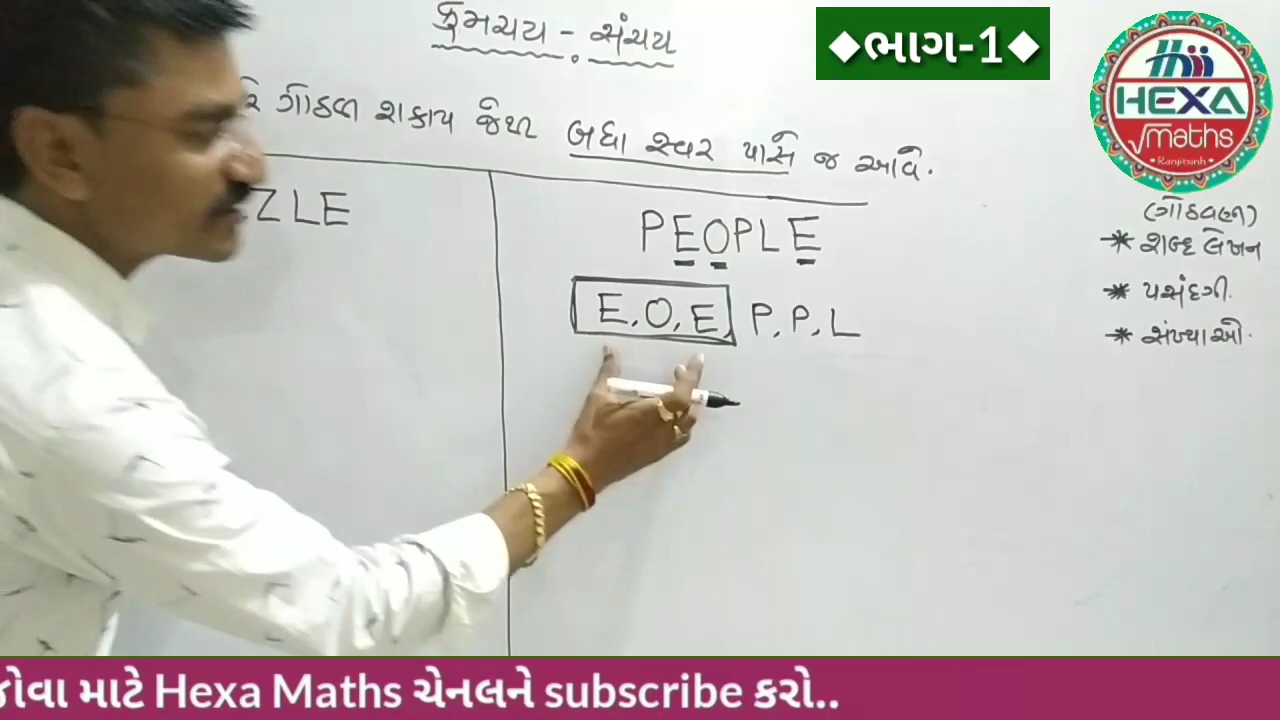 ક્રમચય - સંચય
◆ભાગ-1◆
HEXA
√maths
• Ranjitsinh •
ગોઠવી શકાય જેથી બધા સ્વર પાસે જ આવે.
ZLE
PEOPLE
E, O, E, P, P, L
(ગોઠવણ)
* શબ્દ લેખન
* પસંદગી.
* સંખ્યાઓ.
માટે Hexa Maths ચેનલને subscribe કરો..